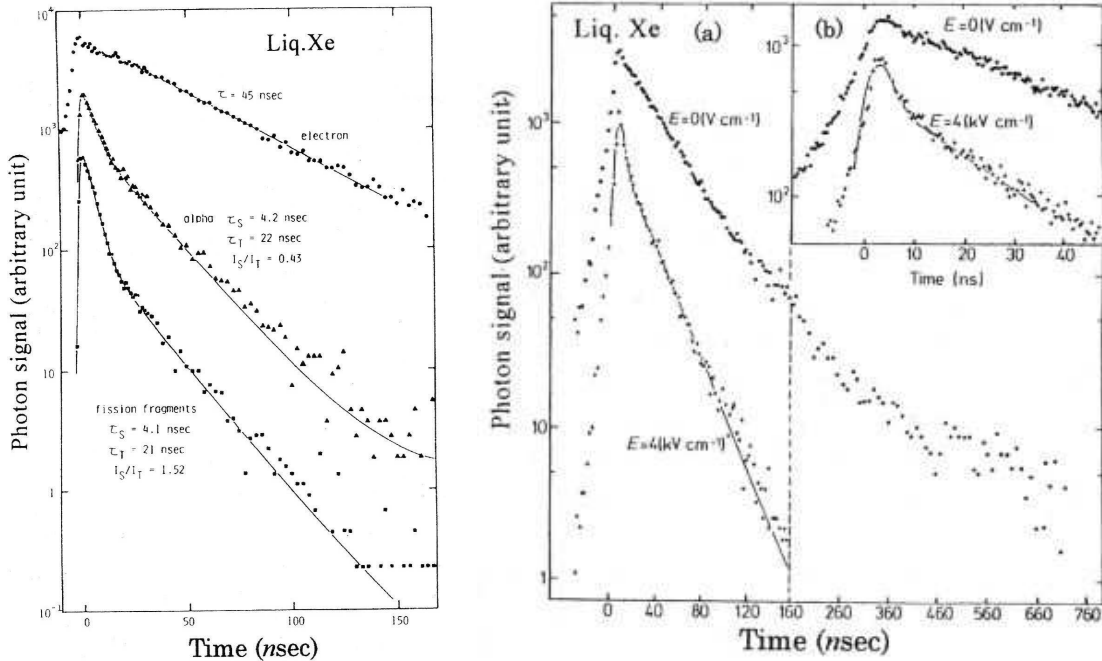 Liq.Xe
Photon signal (arbitrary unit)
10⁴
10³
10²
10
1
10⁻¹
τ = 45 nsec
electron
alpha τS = 4.2 nsec
τT = 22 nsec
IS/IT = 0.43
fission fragments
τS = 4.1 nsec
τT = 21 nsec
IS/IT = 1.52
0
50
100
150
Time (nsec)
Liq. Xe (a)
Photon signal (arbitrary unit)
10³
10²
10
1
E=0(V cm⁻¹)
E=4(kV cm⁻¹)
0
40
80
120
160
260
360
460
560
660
760
Time (nsec)
(b)
10³
10²
E=0(V cm⁻¹)
E=4(kV cm⁻¹)
0
10
20
30
40
Time (ns)